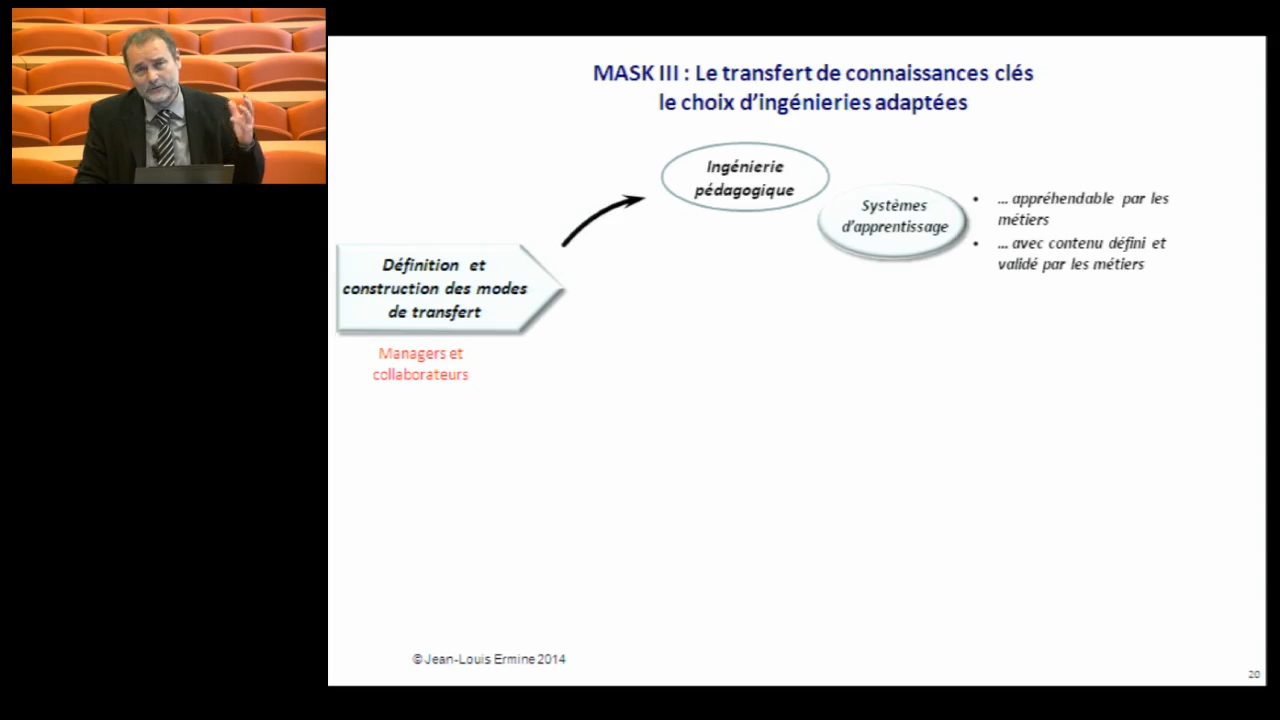 MASK III : Le transfert de connaissances clés
le choix d'ingénieries adaptées
Ingénierie
pédagogique
Systèmes
d'apprentissage
• ... appréhendable par les
métiers
• ... avec contenu défini et
validé par les métiers
Définition et
construction des modes
de transfert
Managers et
collaborateurs
© Jean-Louis Ermine 2014
20